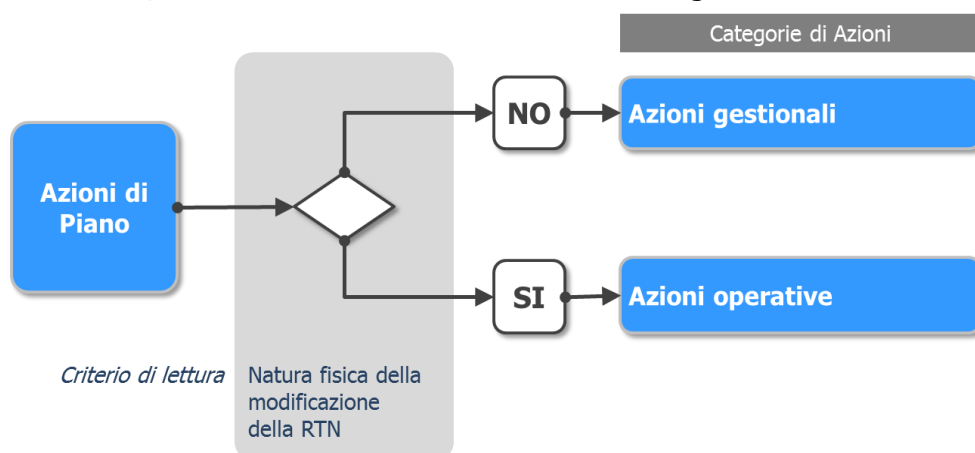 Categorie di Azioni
NO
Azioni gestionali
Azioni di
Piano
SI
Azioni operative
Criterio di lettura
Natura fisica della
modificazione
della RTN